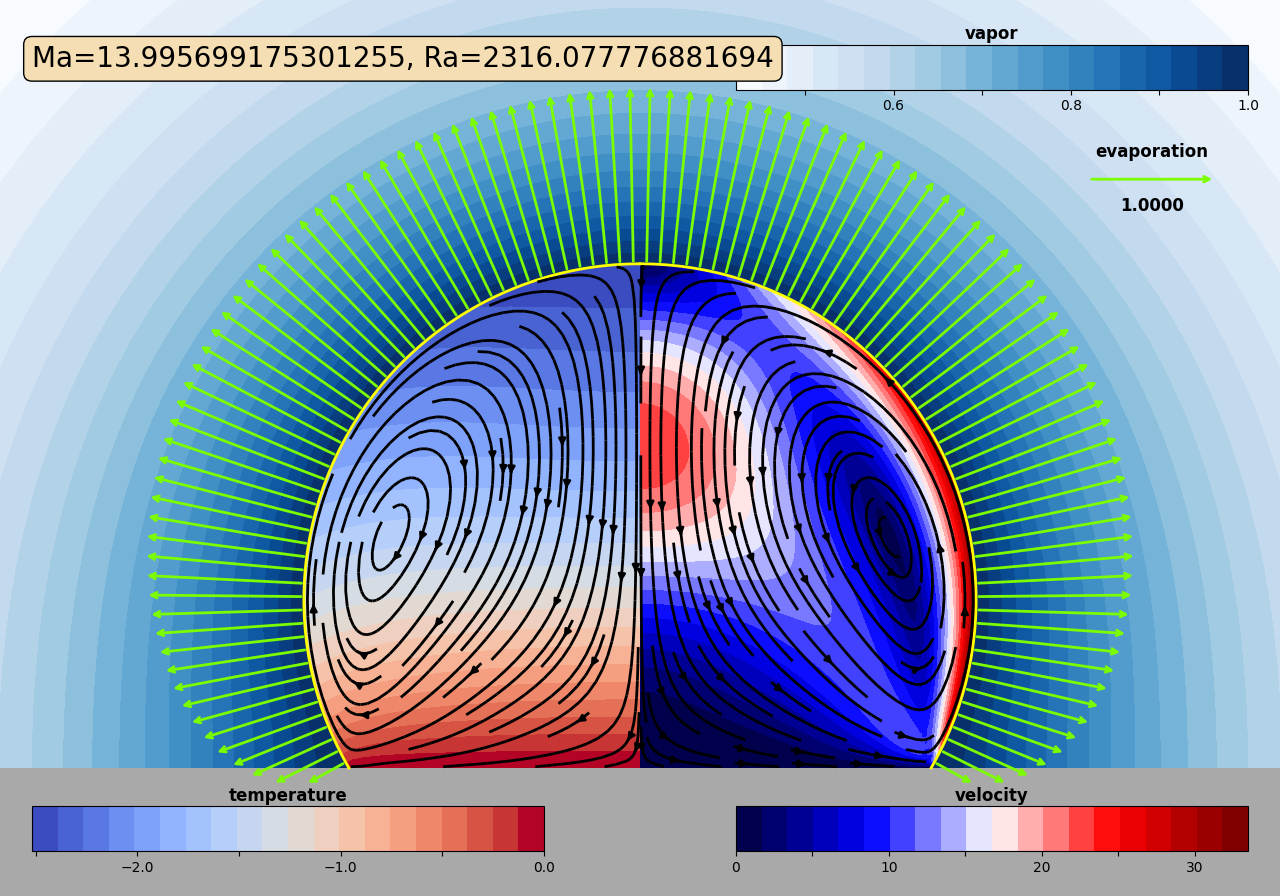 Ma=13.995699175301255, Ra=2316.077776881694
vapor
0.6 0.8 1.0
evaporation
1.0000
temperature
−2.0 −1.0 0.0
velocity
0 10 20 30